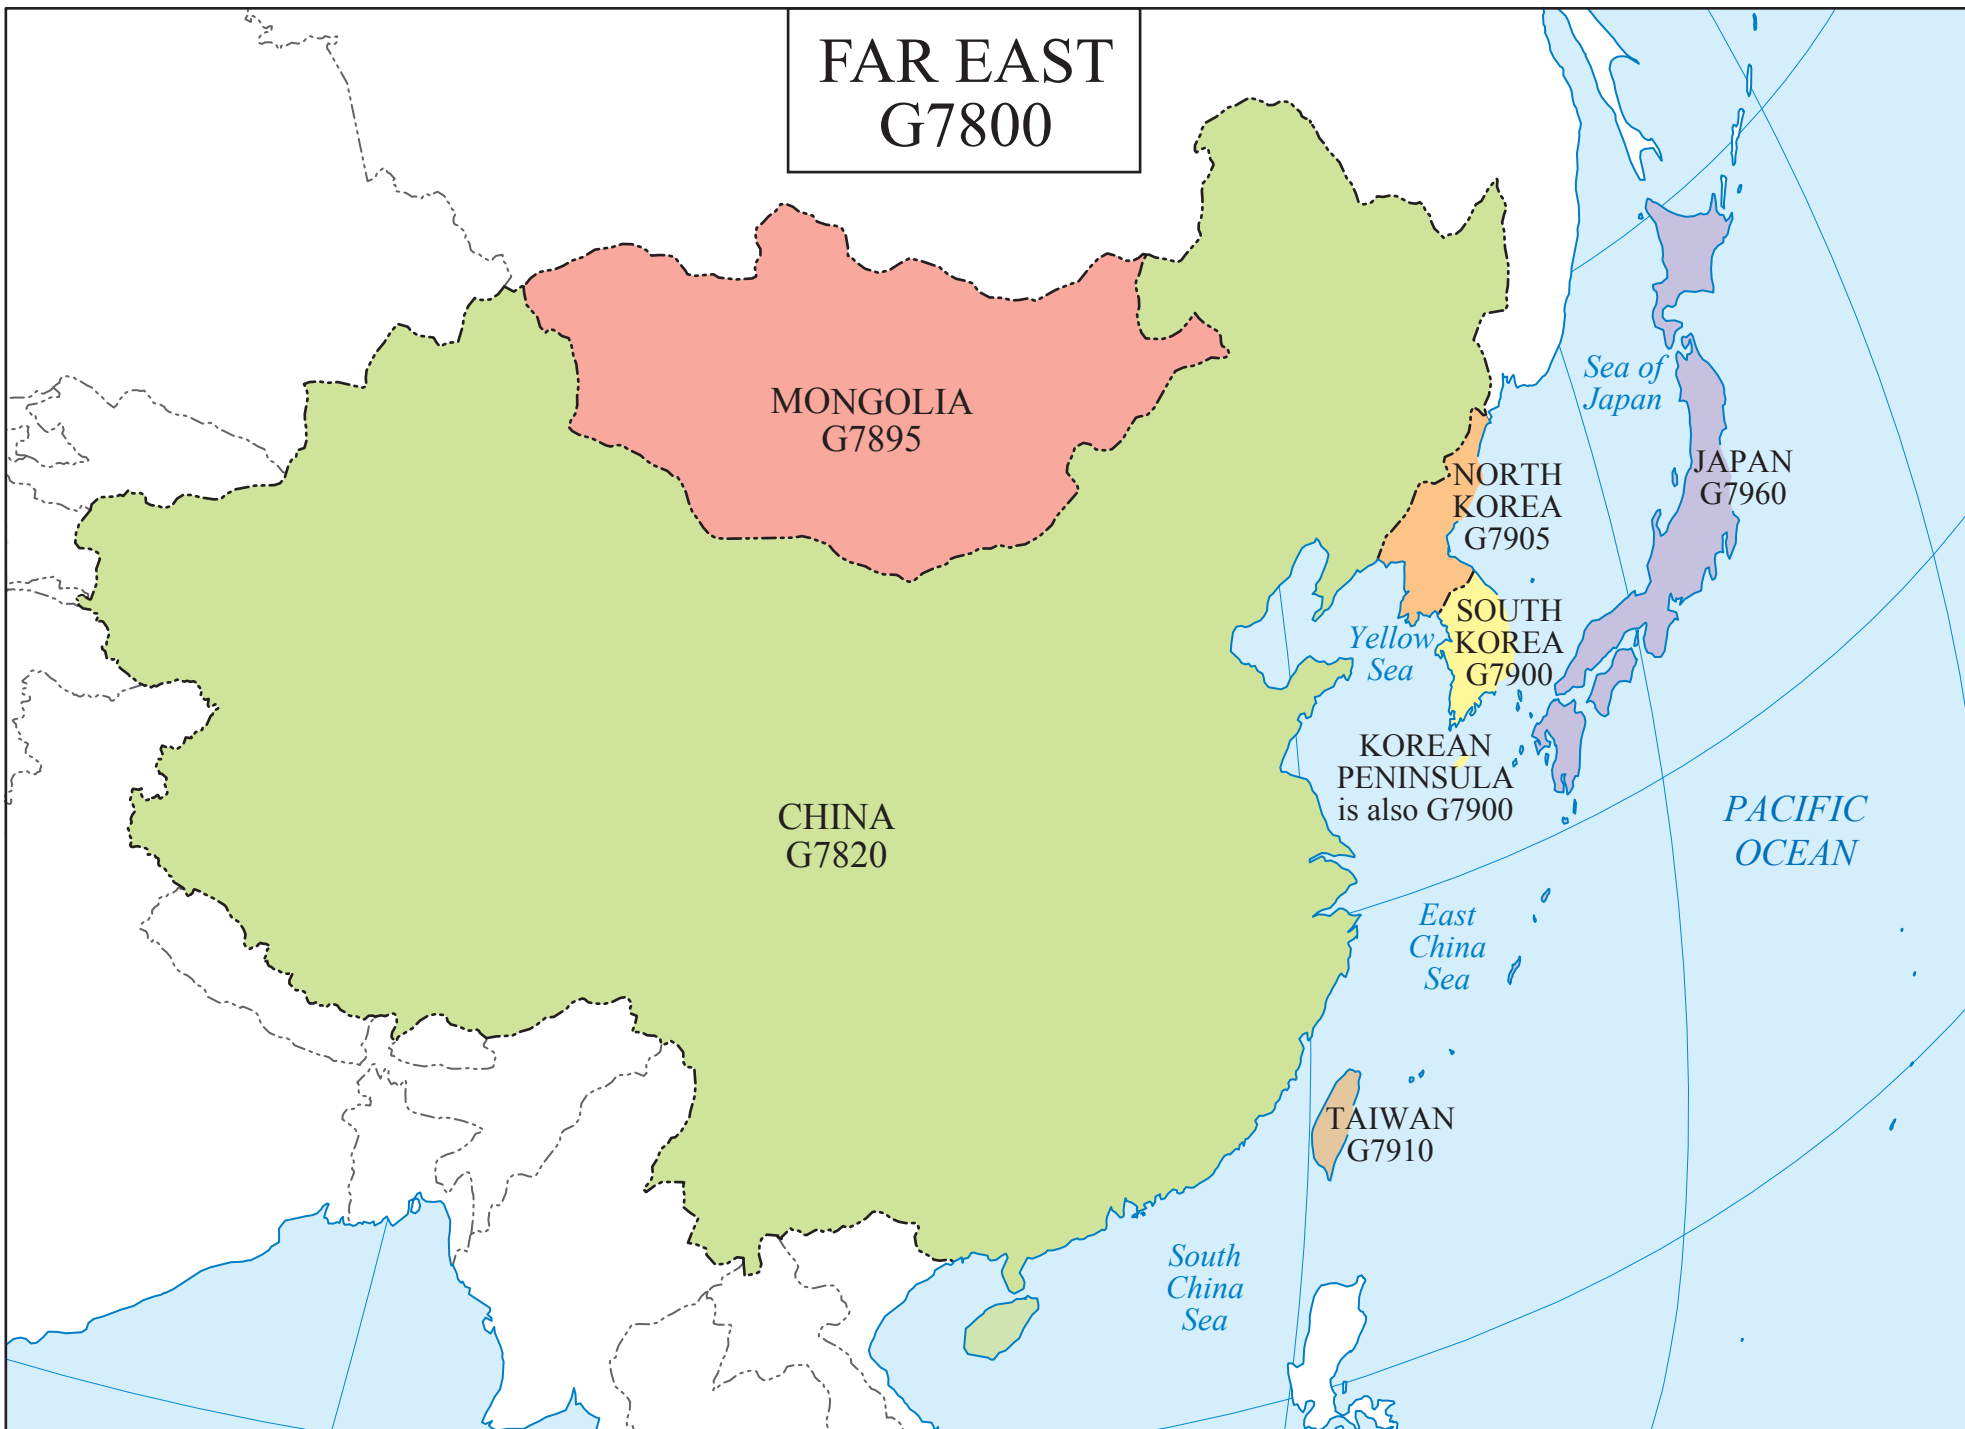 FAR EAST
G7800
MONGOLIA
G7895
Sea of
Japan
JAPAN
G7960
NORTH
KOREA
G7905
SOUTH
KOREA
G7900
Yellow
Sea
KOREAN
PENINSULA
is also G7900
CHINA
G7820
PACIFIC
OCEAN
East
China
Sea
TAIWAN
G7910
South
China
Sea